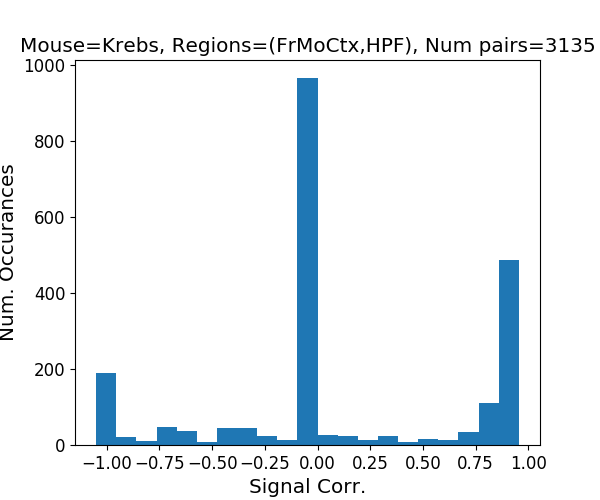 Mouse=Krebs, Regions=(FrMoCtx,HPF), Num pairs=3135
1000
800
600
400
200
0
Num. Occurances
−1.00 −0.75 −0.50 −0.25 0.00 0.25 0.50 0.75 1.00
Signal Corr.